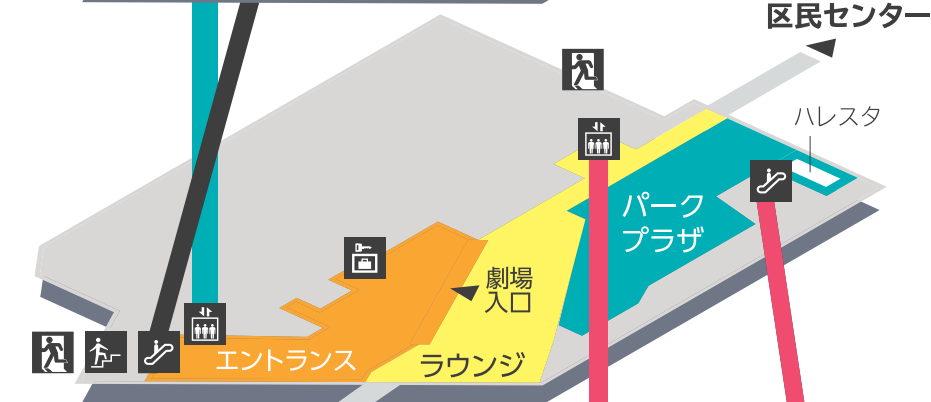 区民センター
ハレスタ
パーク
プラザ
劇場
入口
エントランス
ラウンジ